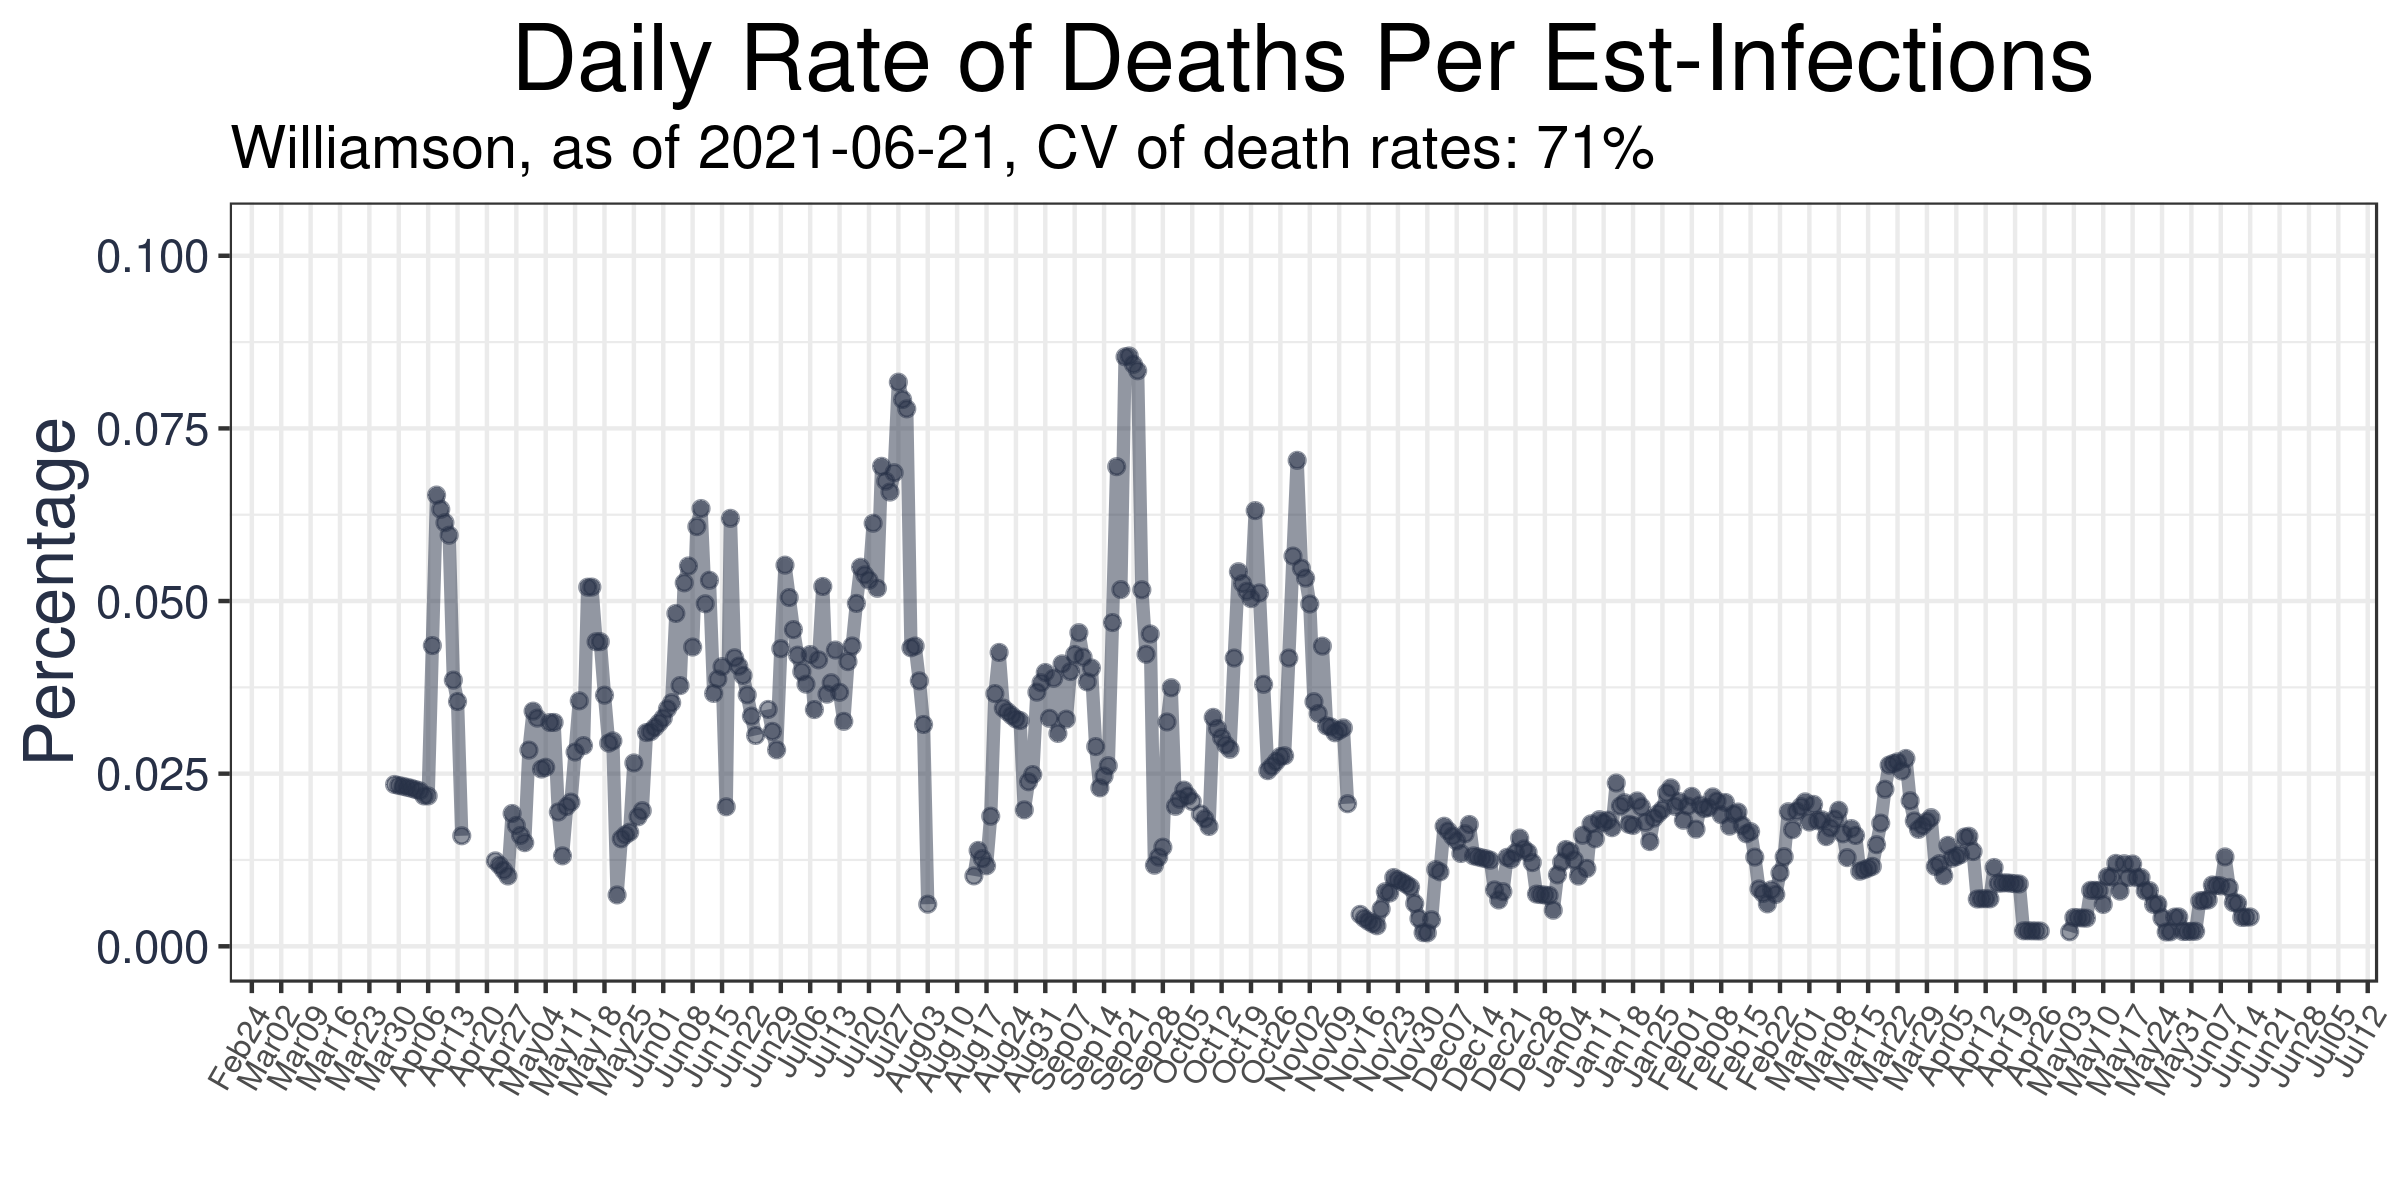 Daily Rate of Deaths Per Est-Infections
Williamson, as of 2021-06-21, CV of death rates: 71%
Percentage
0.100
0.075
0.050
0.025
0.000
Feb24
Mar02
Mar09
Mar16
Mar23
Mar30
Apr06
Apr13
Apr20
Apr27
May04
May11
May18
May25
Jun01
Jun08
Jun15
Jun22
Jun29
Jul06
Jul13
Jul20
Jul27
Aug03
Aug10
Aug17
Aug24
Aug31
Sep07
Sep14
Sep21
Sep28
Oct05
Oct12
Oct19
Oct26
Nov02
Nov09
Nov16
Nov23
Nov30
Dec07
Dec14
Dec21
Dec28
Jan04
Jan11
Jan18
Jan25
Feb01
Feb08
Feb15
Feb22
Mar01
Mar08
Mar15
Mar22
Mar29
Apr05
Apr12
Apr19
Apr26
May03
May10
May17
May24
May31
Jun07
Jun14
Jun21
Jun28
Jul05
Jul12